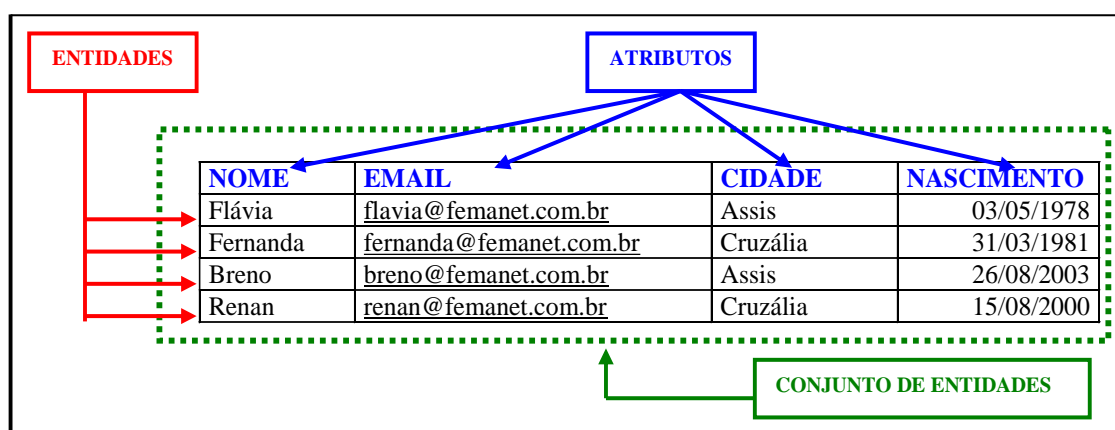 ENTIDADES
ATRIBUTOS
NOME EMAIL CIDADE NASCIMENTO
Flávia flavia@femanet.com.br Assis 03/05/1978
Fernanda fernanda@femanet.com.br Cruzália 31/03/1981
Breno breno@femanet.com.br Assis 26/08/2003
Renan renan@femanet.com.br Cruzália 15/08/2000
CONJUNTO DE ENTIDADES